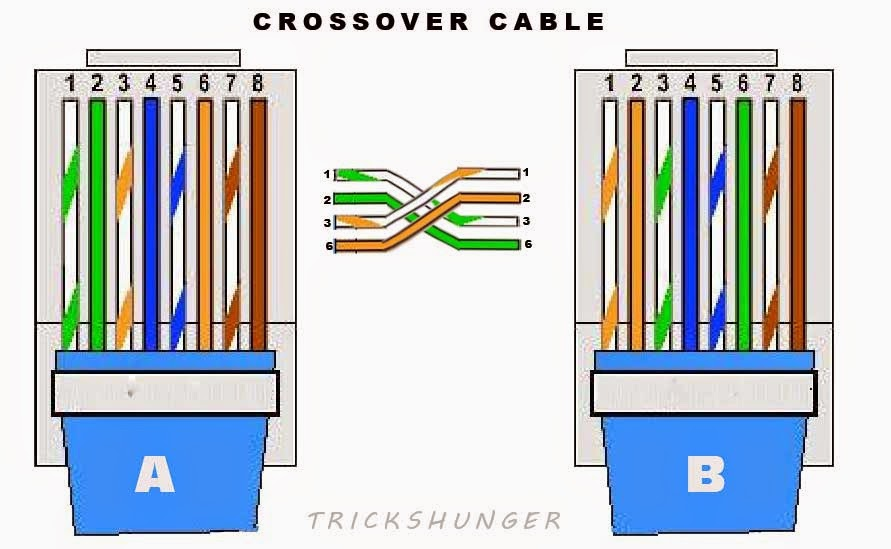 CROSSOVER CABLE
1 2 3 4 5 6 7 8
1 2 3 4 5 6 7 8
1 1
2 2
3 3
6 6
A
B
TRICKSHUNGER